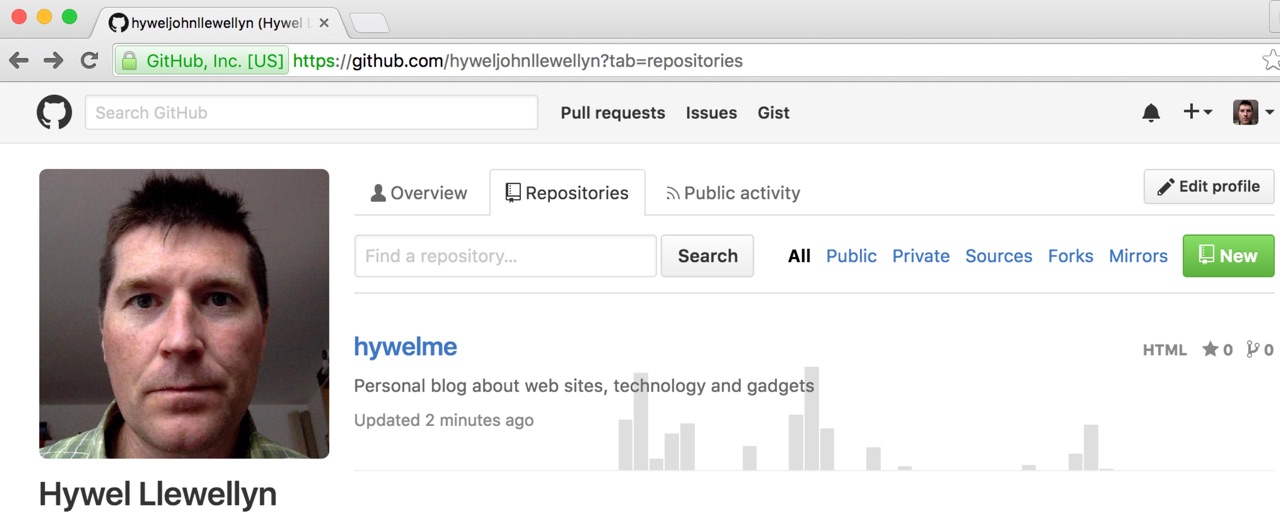 hyweljohnllewellyn (Hywel
GitHub, Inc. [US] https://github.com/hyweljohnllewellyn?tab=repositories
Search GitHub Pull requests Issues Gist
Overview Repositories Public activity Edit profile
Find a repository... Search All Public Private Sources Forks Mirrors New
hywelme HTML 0 0
Personal blog about web sites, technology and gadgets
Updated 2 minutes ago
Hywel Llewellyn